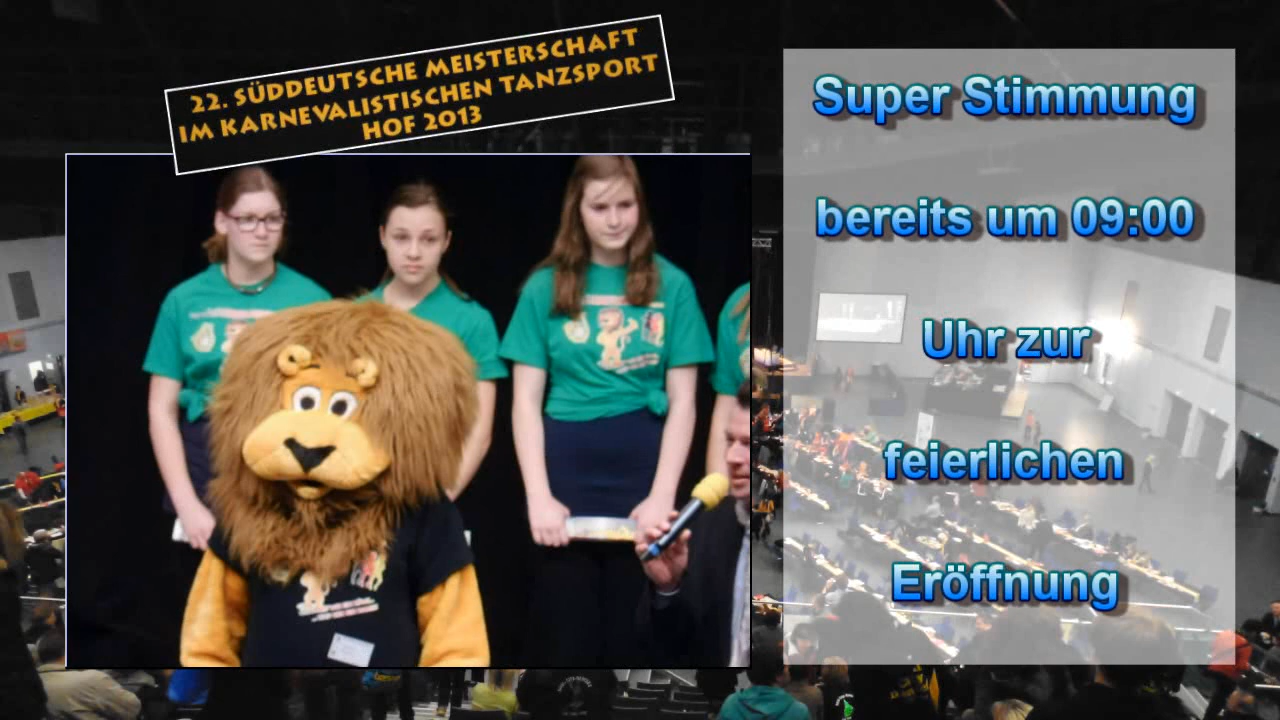 22. SÜDDEUTSCHE MEISTERSCHAFT
IM KARNEVALISTISCHEN TANZSPORT
HOF 2013
Super Stimmung
bereits um 09:00
Uhr zur
feierlichen
Eröffnung